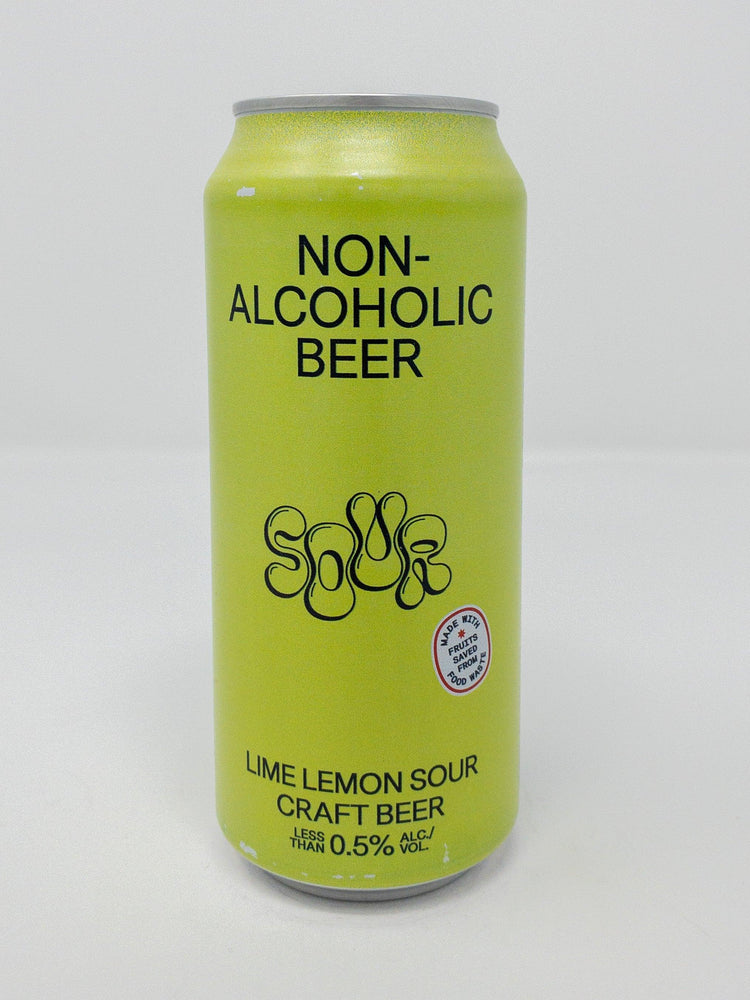 NON-
ALCOHOLIC
BEER
SOUR
MADE WITH
FRUITS
SAVED
FROM
FOOD WASTE
LIME LEMON SOUR
CRAFT BEER
LESS THAN 0.5% ALC./VOL.